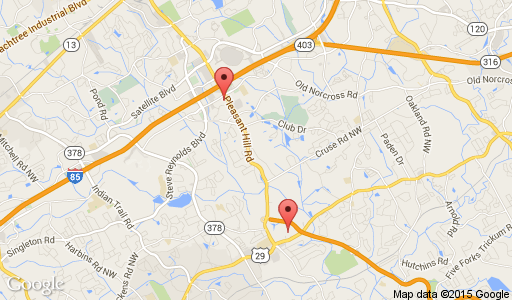 achtree Industrial Blvd
13
120
403
316
Old Norcross Rd
Old Norcross
Satellite Blvd
Pond Rd
Pleasant Hill Rd
Club Dr
Oakland Rd NW
Cruse Rd NW
Paden Dr
Mitchell Rd NW
378
Steve Reynolds Blvd
85
Indian Trail Rd
Arnold Rd
378
Singleton Rd
Harbins Rd NW
29
Five Forks Trickum R
Hutchins Rd
ckens Rd NW
Google
Map data ©2015 Google